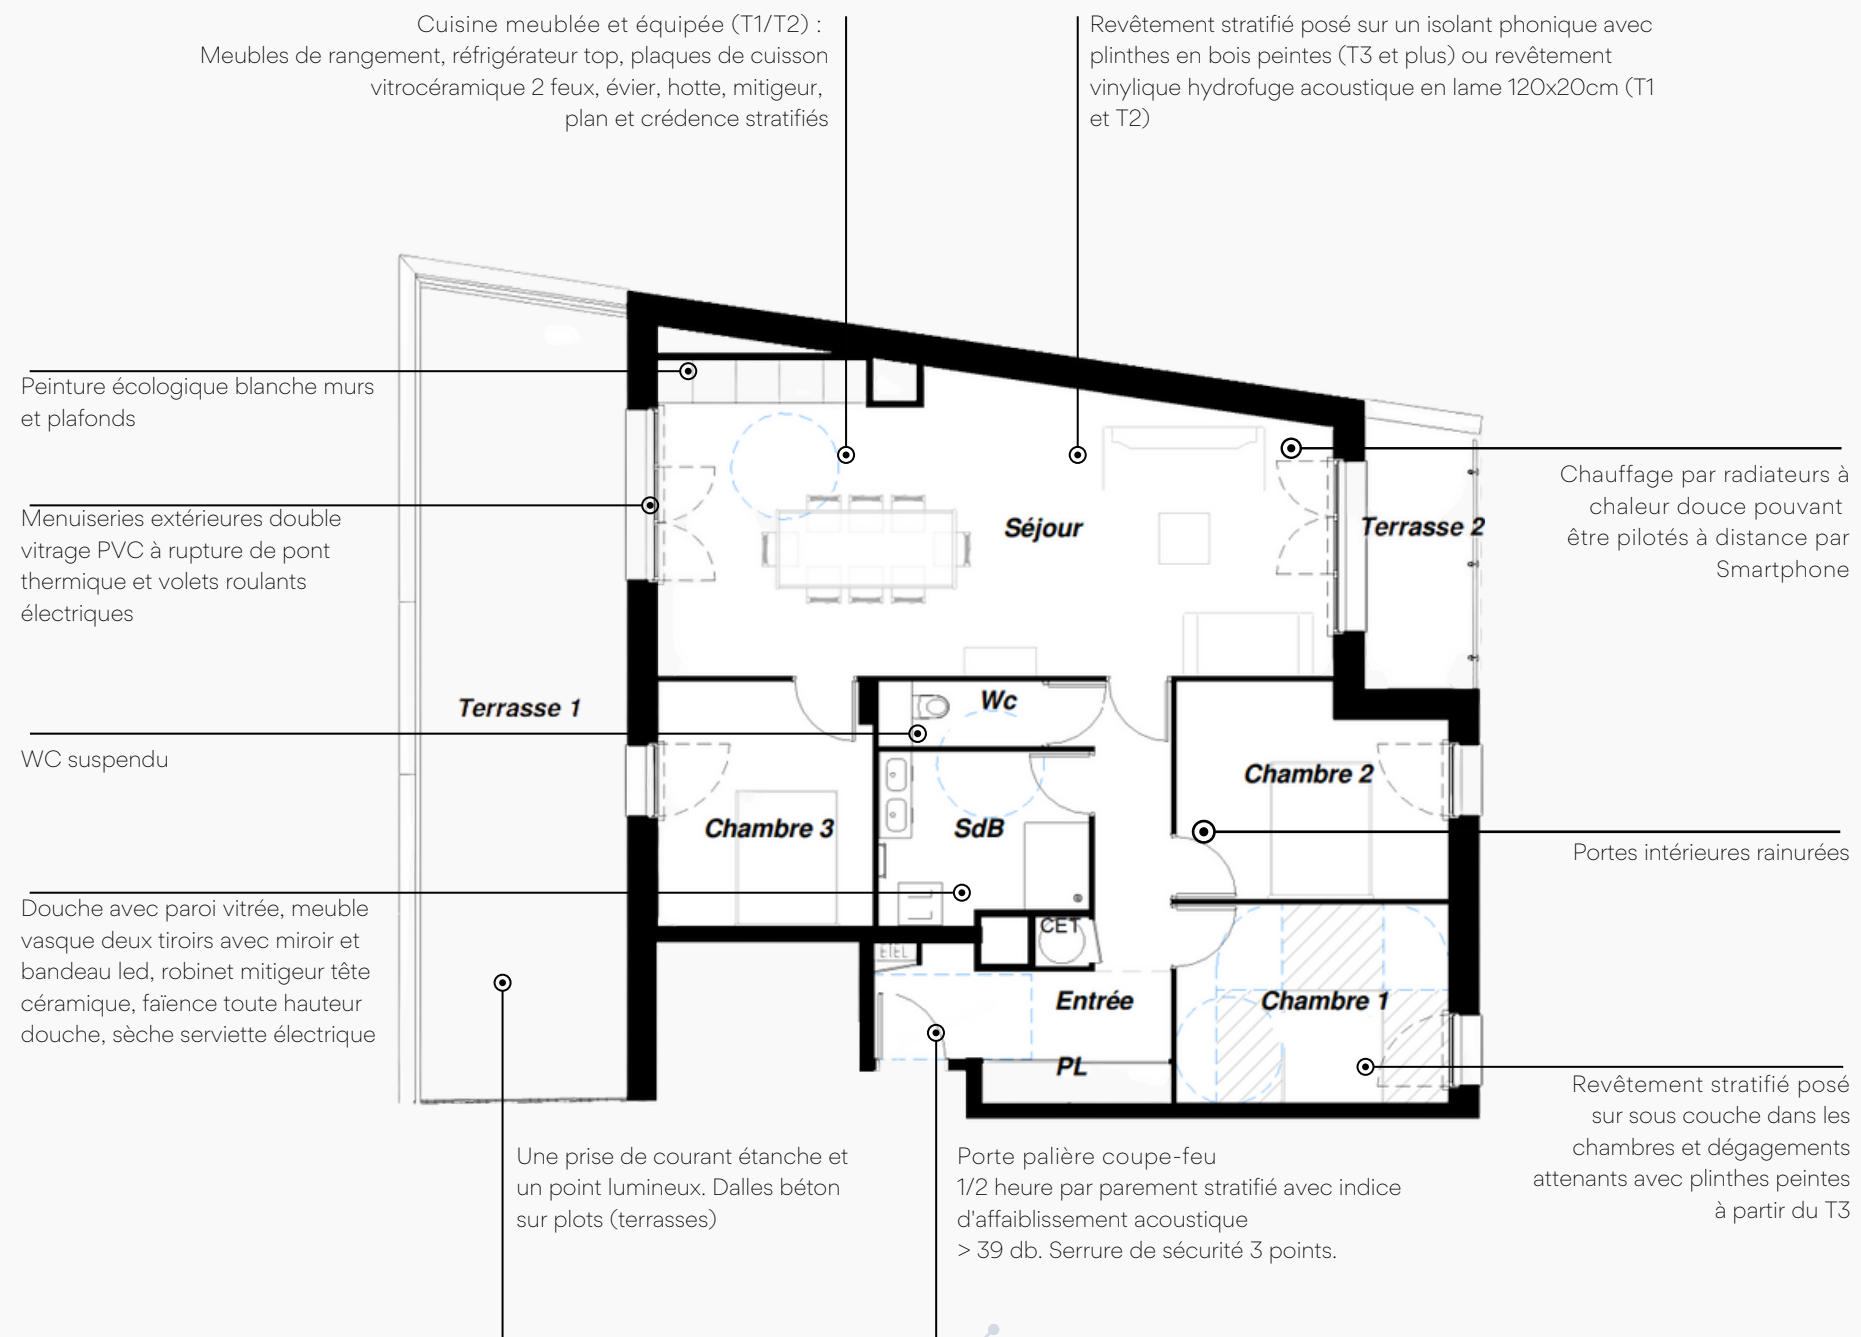 Cuisine meublée et équipée (T1/T2) :
Meubles de rangement, réfrigérateur top, plaques de cuisson
vitrocéramique 2 feux, évier, hotte, mitigeur,
plan et crédence stratifiés
Revêtement stratifié posé sur un isolant phonique avec
plinthes en bois peintes (T3 et plus) ou revêtement
vinylique hydrofuge acoustique en lame 120x20cm (T1
et T2)
Peinture écologique blanche murs
et plafonds
Menuiseries extérieures double
vitrage PVC à rupture de pont
thermique et volets roulants
électriques
Séjour
Terrasse 2
Chauffage par radiateurs à
chaleur douce pouvant
être pilotés à distance par
Smartphone
Terrasse 1
Wc
WC suspendu
Chambre 3
SdB
Chambre 2
Portes intérieures rainurées
Douche avec paroi vitrée, meuble
vasque deux tiroirs avec miroir et
bandeau led, robinet mitigeur tête
céramique, faïence toute hauteur
douche, sèche serviette électrique
CET
ETEL
Entrée
Chambre 1
PL
Revêtement stratifié posé
sur sous couche dans les
chambres et dégagements
attenants avec plinthes peintes
à partir du T3
Une prise de courant étanche et
un point lumineux. Dalles béton
sur plots (terrasses)
Porte palière coupe-feu
1/2 heure par parement stratifié avec indice
d'affaiblissement acoustique
> 39 db. Serrure de sécurité 3 points.